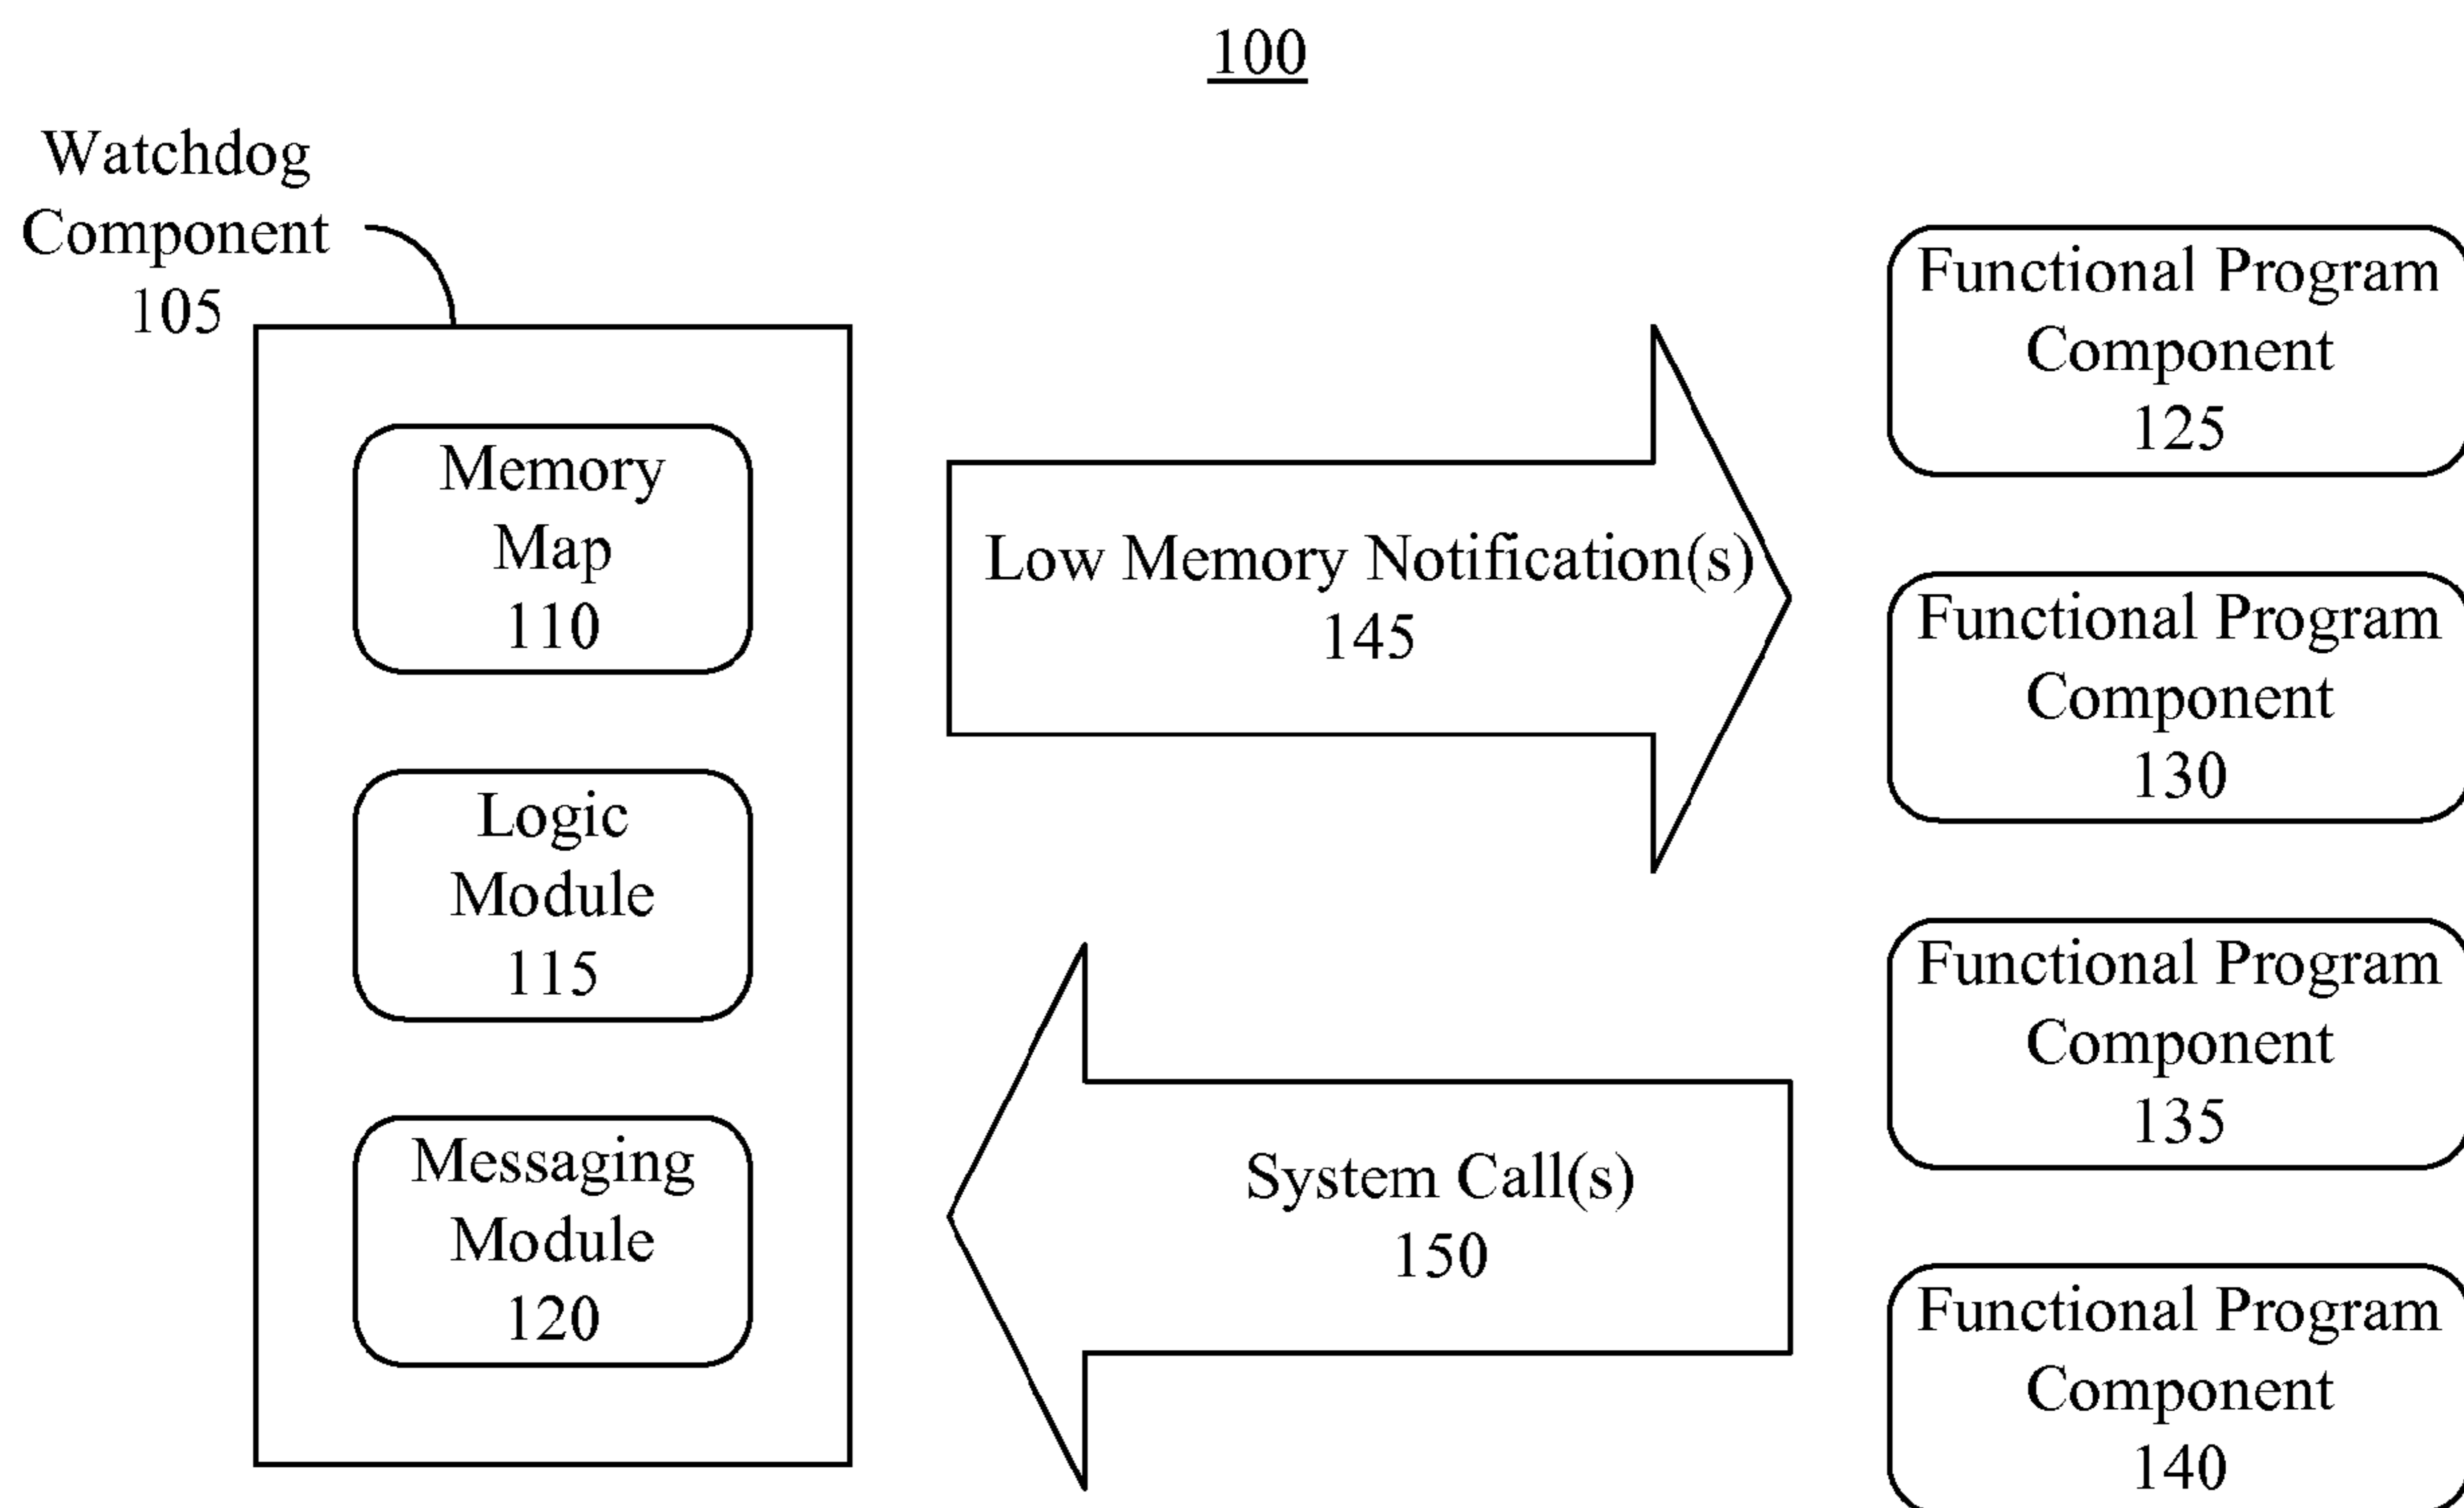 100
Watchdog
Component
105
Memory
Map
110
Logic
Module
115
Messaging
Module
120
Low Memory Notification(s)
145
System Call(s)
150
Functional Program
Component
125
Functional Program
Component
130
Functional Program
Component
135
Functional Program
Component
140